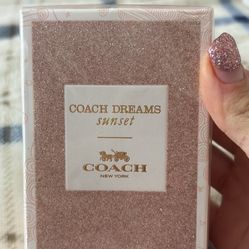 COACH DREAMS
sunset
COACH
NEW YORK